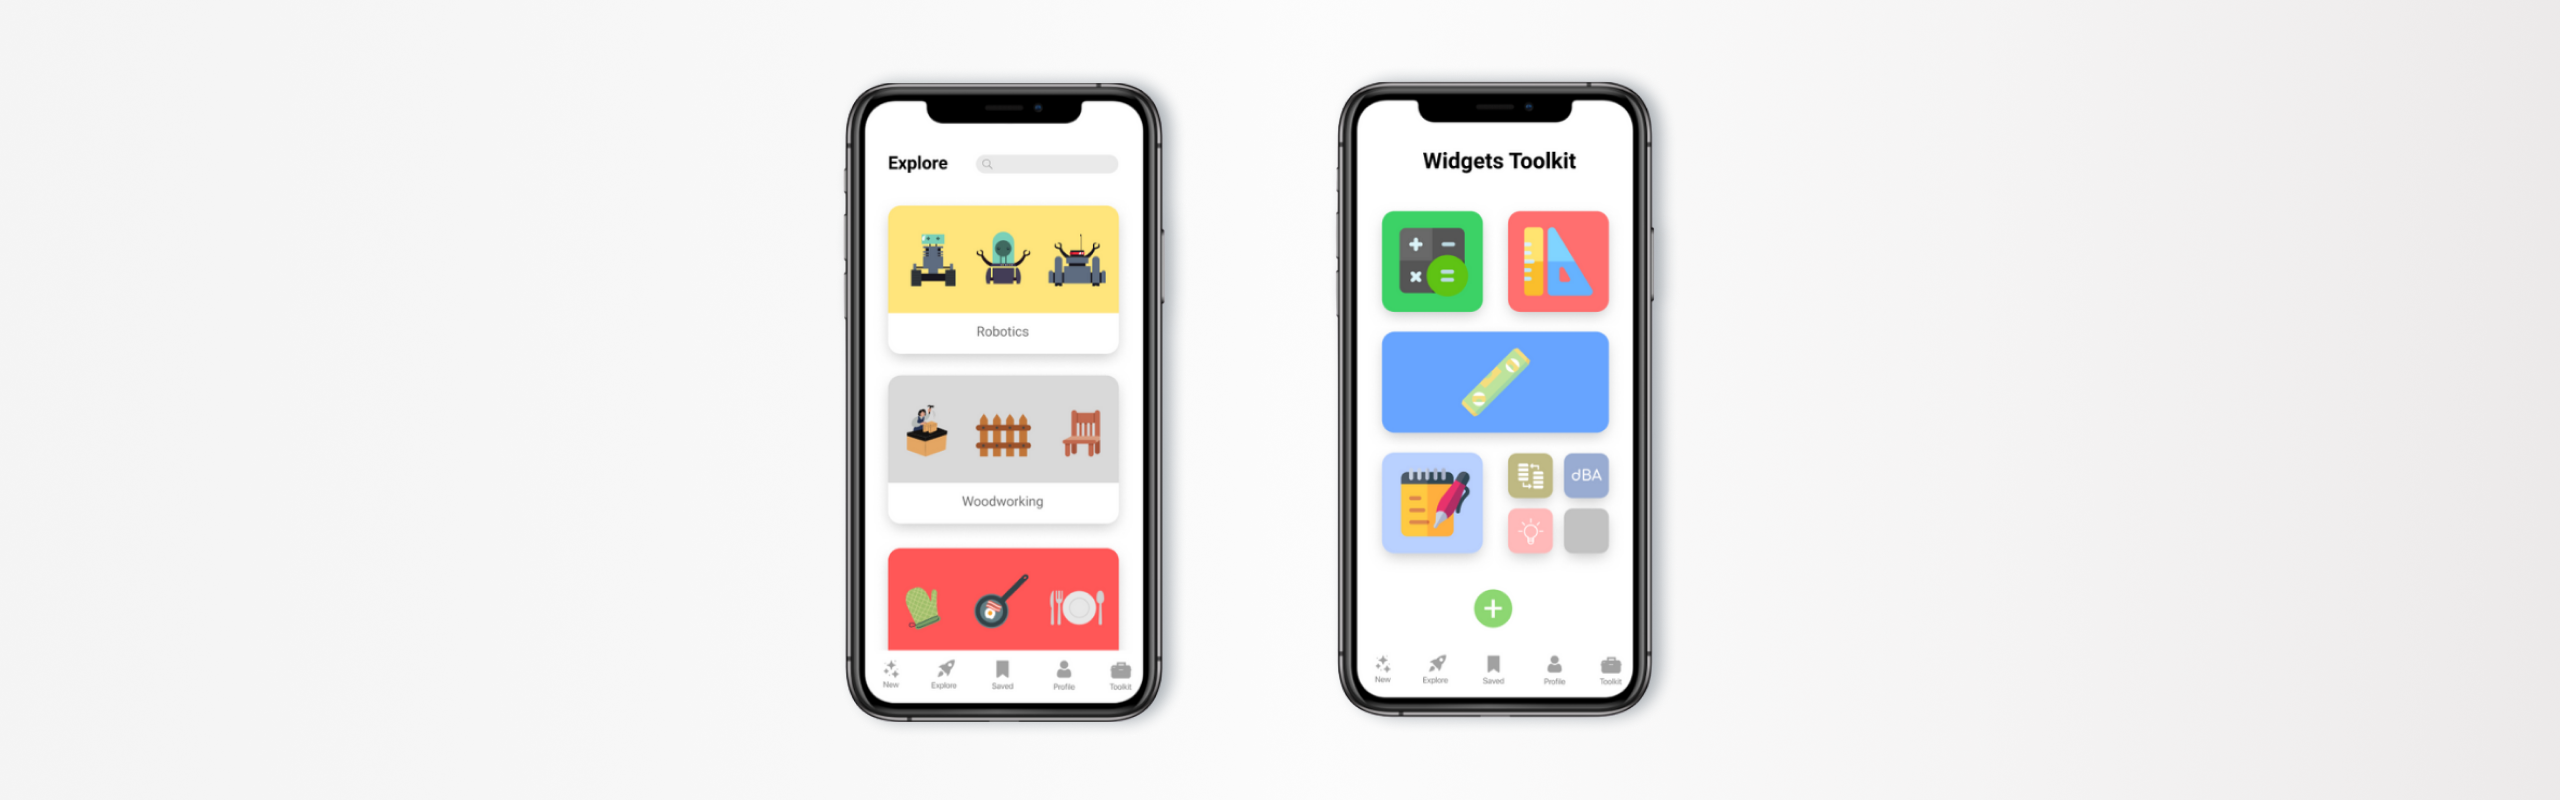 Explore
Robotics
Woodworking
New Explore Saved Profile Toolkit
Widgets Toolkit
dBA
New Explore Saved Profile Toolkit